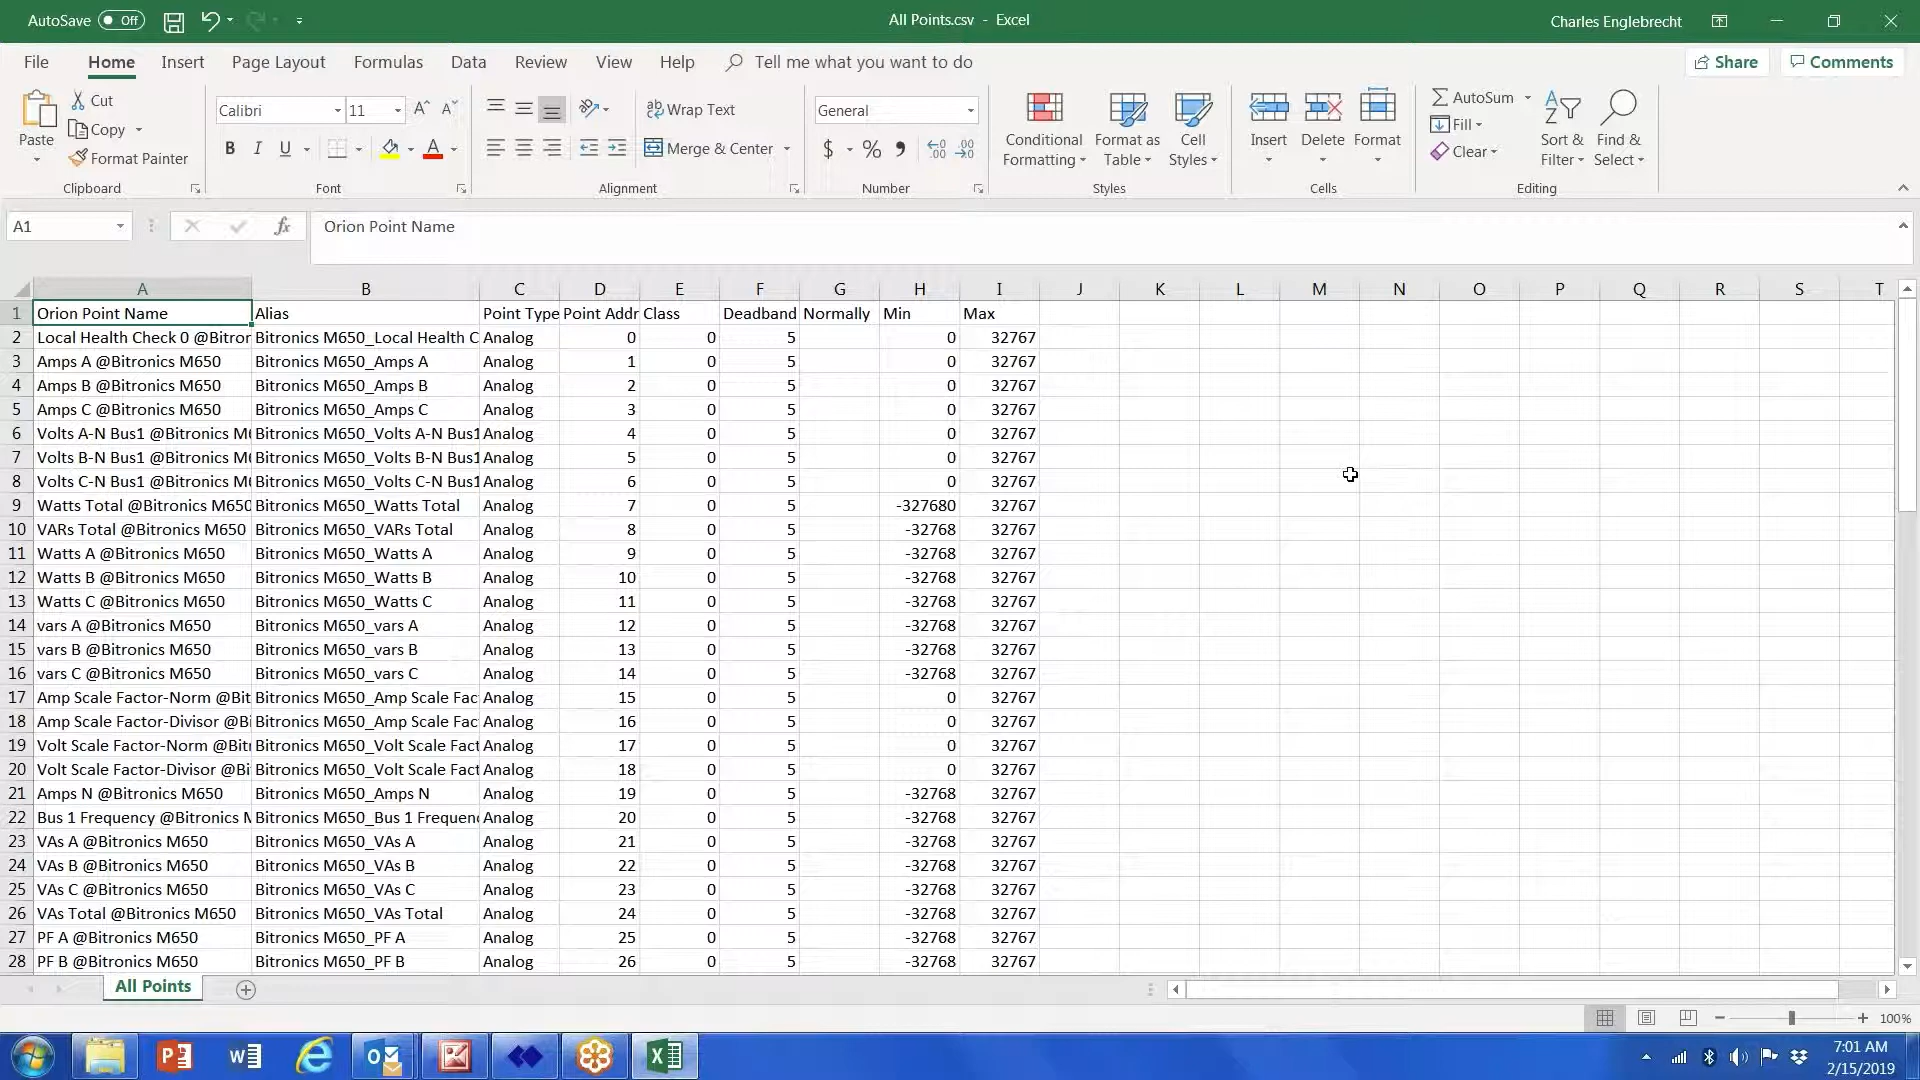 AutoSave Off
All Points.csv - Excel
Charles Englebrecht
File Home Insert Page Layout Formulas Data Review View Help Tell me what you want to do Share Comments
Paste
Cut
Copy
Format Painter
Clipboard
Calibri 11
B I U
Font
Wrap Text
Merge & Center
Alignment
General
$ % 9
Number
Conditional Formatting
Format as Table
Cell Styles
Styles
Insert Delete Format
Cells
AutoSum
Fill
Clear
Sort & Filter
Find & Select
Editing
A1 fx Orion Point Name
A B C D E F G H I J K L M N O P Q R S T
1 Orion Point Name Alias Point Type Point Addr Class Deadband Normally Min Max
2 Local Health Check 0 @Bitror Bitronics M650_Local Health C Analog 0 0 5 0 32767
3 Amps A @Bitronics M650 Bitronics M650_Amps A Analog 1 0 5 0 32767
4 Amps B @Bitronics M650 Bitronics M650_Amps B Analog 2 0 5 0 32767
5 Amps C @Bitronics M650 Bitronics M650_Amps C Analog 3 0 5 0 32767
6 Volts A-N Bus1 @Bitronics M Bitronics M650_Volts A-N Bus1 Analog 4 0 5 0 32767
7 Volts B-N Bus1 @Bitronics M Bitronics M650_Volts B-N Bus1 Analog 5 0 5 0 32767
8 Volts C-N Bus1 @Bitronics M Bitronics M650_Volts C-N Bus1 Analog 6 0 5 0 32767
9 Watts Total @Bitronics M650 Bitronics M650_Watts Total Analog 7 0 5 -327680 32767
10 VARs Total @Bitronics M650 Bitronics M650_VARs Total Analog 8 0 5 -32768 32767
11 Watts A @Bitronics M650 Bitronics M650_Watts A Analog 9 0 5 -32768 32767
12 Watts B @Bitronics M650 Bitronics M650_Watts B Analog 10 0 5 -32768 32767
13 Watts C @Bitronics M650 Bitronics M650_Watts C Analog 11 0 5 -32768 32767
14 vars A @Bitronics M650 Bitronics M650_vars A Analog 12 0 5 -32768 32767
15 vars B @Bitronics M650 Bitronics M650_vars B Analog 13 0 5 -32768 32767
16 vars C @Bitronics M650 Bitronics M650_vars C Analog 14 0 5 -32768 32767
17 Amp Scale Factor-Norm @Bit Bitronics M650_Amp Scale Fac Analog 15 0 5 0 32767
18 Amp Scale Factor-Divisor @Bi Bitronics M650_Amp Scale Fac Analog 16 0 5 0 32767
19 Volt Scale Factor-Norm @Bit Bitronics M650_Volt Scale Fact Analog 17 0 5 0 32767
20 Volt Scale Factor-Divisor @Bi Bitronics M650_Volt Scale Fact Analog 18 0 5 0 32767
21 Amps N @Bitronics M650 Bitronics M650_Amps N Analog 19 0 5 -32768 32767
22 Bus 1 Frequency @Bitronics M Bitronics M650_Bus 1 Frequen Analog 20 0 5 -32768 32767
23 VAs A @Bitronics M650 Bitronics M650_VAs A Analog 21 0 5 -32768 32767
24 VAs B @Bitronics M650 Bitronics M650_VAs B Analog 22 0 5 -32768 32767
25 VAs C @Bitronics M650 Bitronics M650_VAs C Analog 23 0 5 -32768 32767
26 VAs Total @Bitronics M650 Bitronics M650_VAs Total Analog 24 0 5 -32768 32767
27 PF A @Bitronics M650 Bitronics M650_PF A Analog 25 0 5 -32768 32767
28 PF B @Bitronics M650 Bitronics M650_PF B Analog 26 0 5 -32768 32767
All Points
100%
7:01 AM
2/15/2019